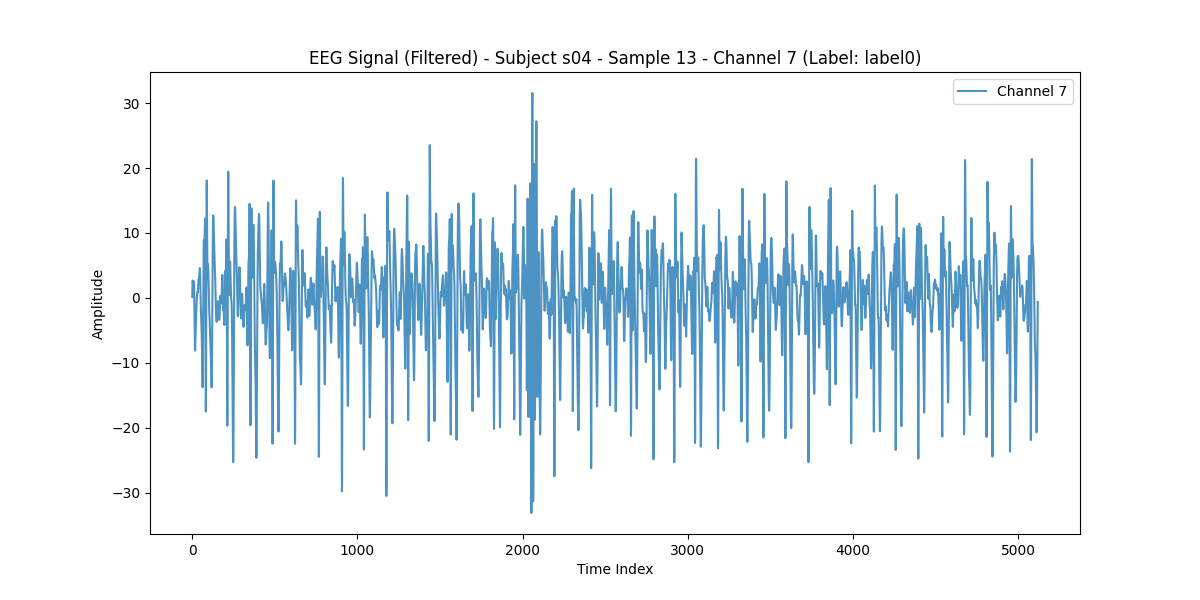 EEG Signal (Filtered) - Subject s04 - Sample 13 - Channel 7 (Label: label0)
Channel 7
30
20
10
0
−10
−20
−30
Amplitude
0 1000 2000 3000 4000 5000
Time Index